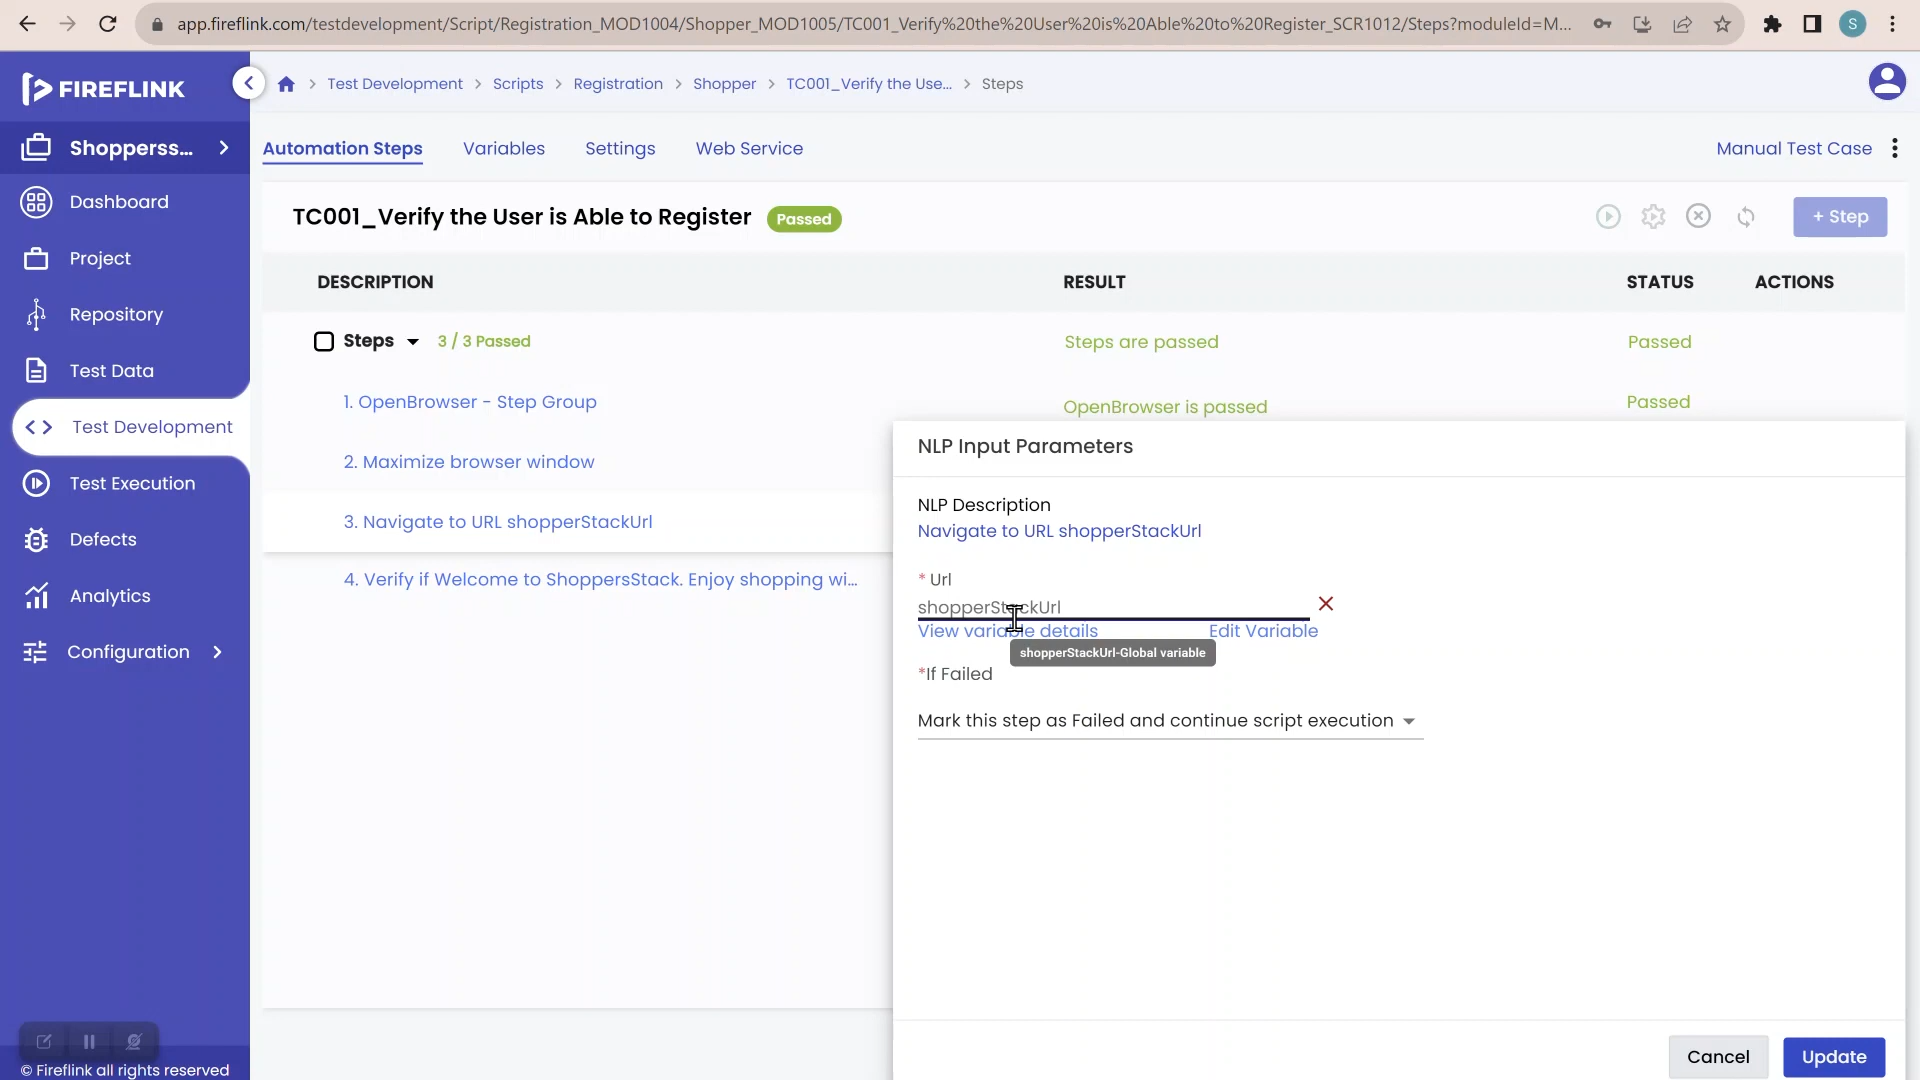 app.fireflink.com/testdevelopment/Script/Registration_MOD1004/Shopper_MOD1005/TC001_Verify%20the%20User%20is%20Able%20to%20Register_SCR1012/Steps?moduleId=M...
S
FIREFLINK
Test Development > Scripts > Registration > Shopper > TC001_Verify the Use... > Steps
Shopperss...
Automation Steps Variables Settings Web Service
Manual Test Case
Dashboard
Project
Repository
Test Data
Test Development
Test Execution
Defects
Analytics
Configuration
© Fireflink all rights reserved
TC001_Verify the User is Able to Register Passed
+ Step
DESCRIPTION RESULT STATUS ACTIONS
Steps 3 / 3 Passed Steps are passed Passed
1. OpenBrowser - Step Group OpenBrowser is passed Passed
2. Maximize browser window
3. Navigate to URL shopperStackUrl
4. Verify if Welcome to ShoppersStack. Enjoy shopping wi...
NLP Input Parameters
NLP Description
Navigate to URL shopperStackUrl
* Url
shopperStackUrl
View variable details Edit Variable
shopperStackUrl-Global variable
*If Failed
Mark this step as Failed and continue script execution
Cancel Update